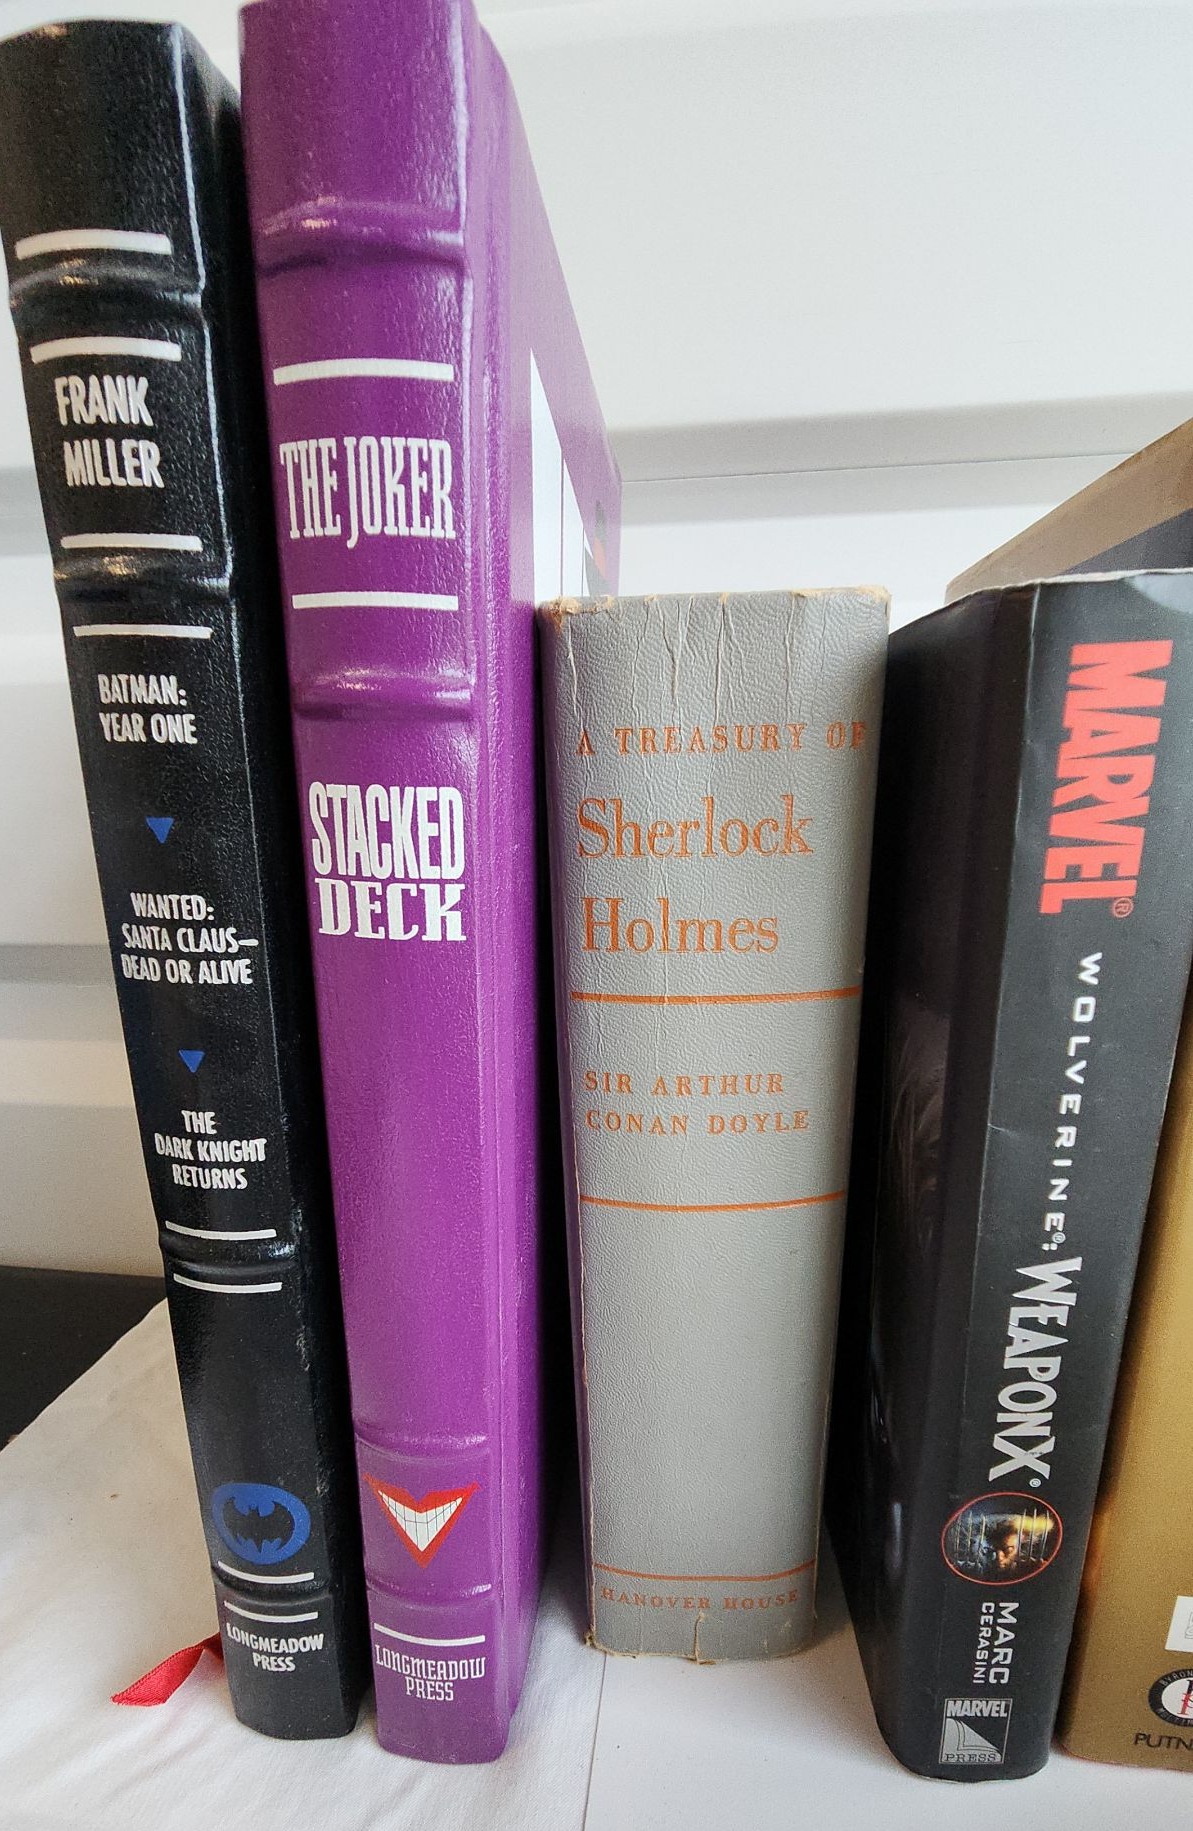 FRANK
MILLER
BATMAN:
YEAR ONE
WANTED:
SANTA CLAUS—
DEAD OR ALIVE
THE
DARK KNIGHT
RETURNS
LONGMEADOW
PRESS
THE JOKER
STACKED
DECK
LONGMEADOW
PRESS
A TREASURY OF
Sherlock
Holmes
SIR ARTHUR
CONAN DOYLE
HANOVER HOUSE
MARVEL®
WOLVERINE®: WEAPON X®
MARC
CERASINI
MARVEL
PRESS